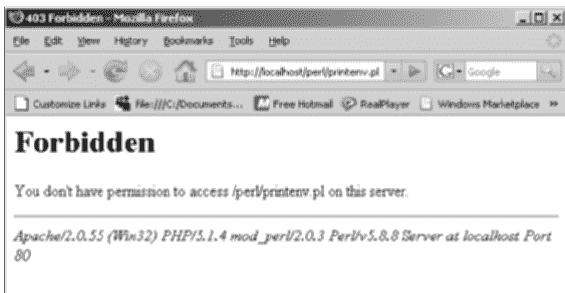 403 Forbidden - Mozilla Firefox
File Edit View History Bookmarks Tools Help
http://localhost/perl/printenv.pl Google
Customize Links file:///C:/Documents... Free Hotmail RealPlayer Windows Marketplace »
Forbidden
You don't have permission to access /perl/printenv.pl on this server.
Apache/2.0.55 (Win32) PHP/5.1.4 mod_perl/2.0.3 Perl/v5.8.8 Server at localhost Port
80